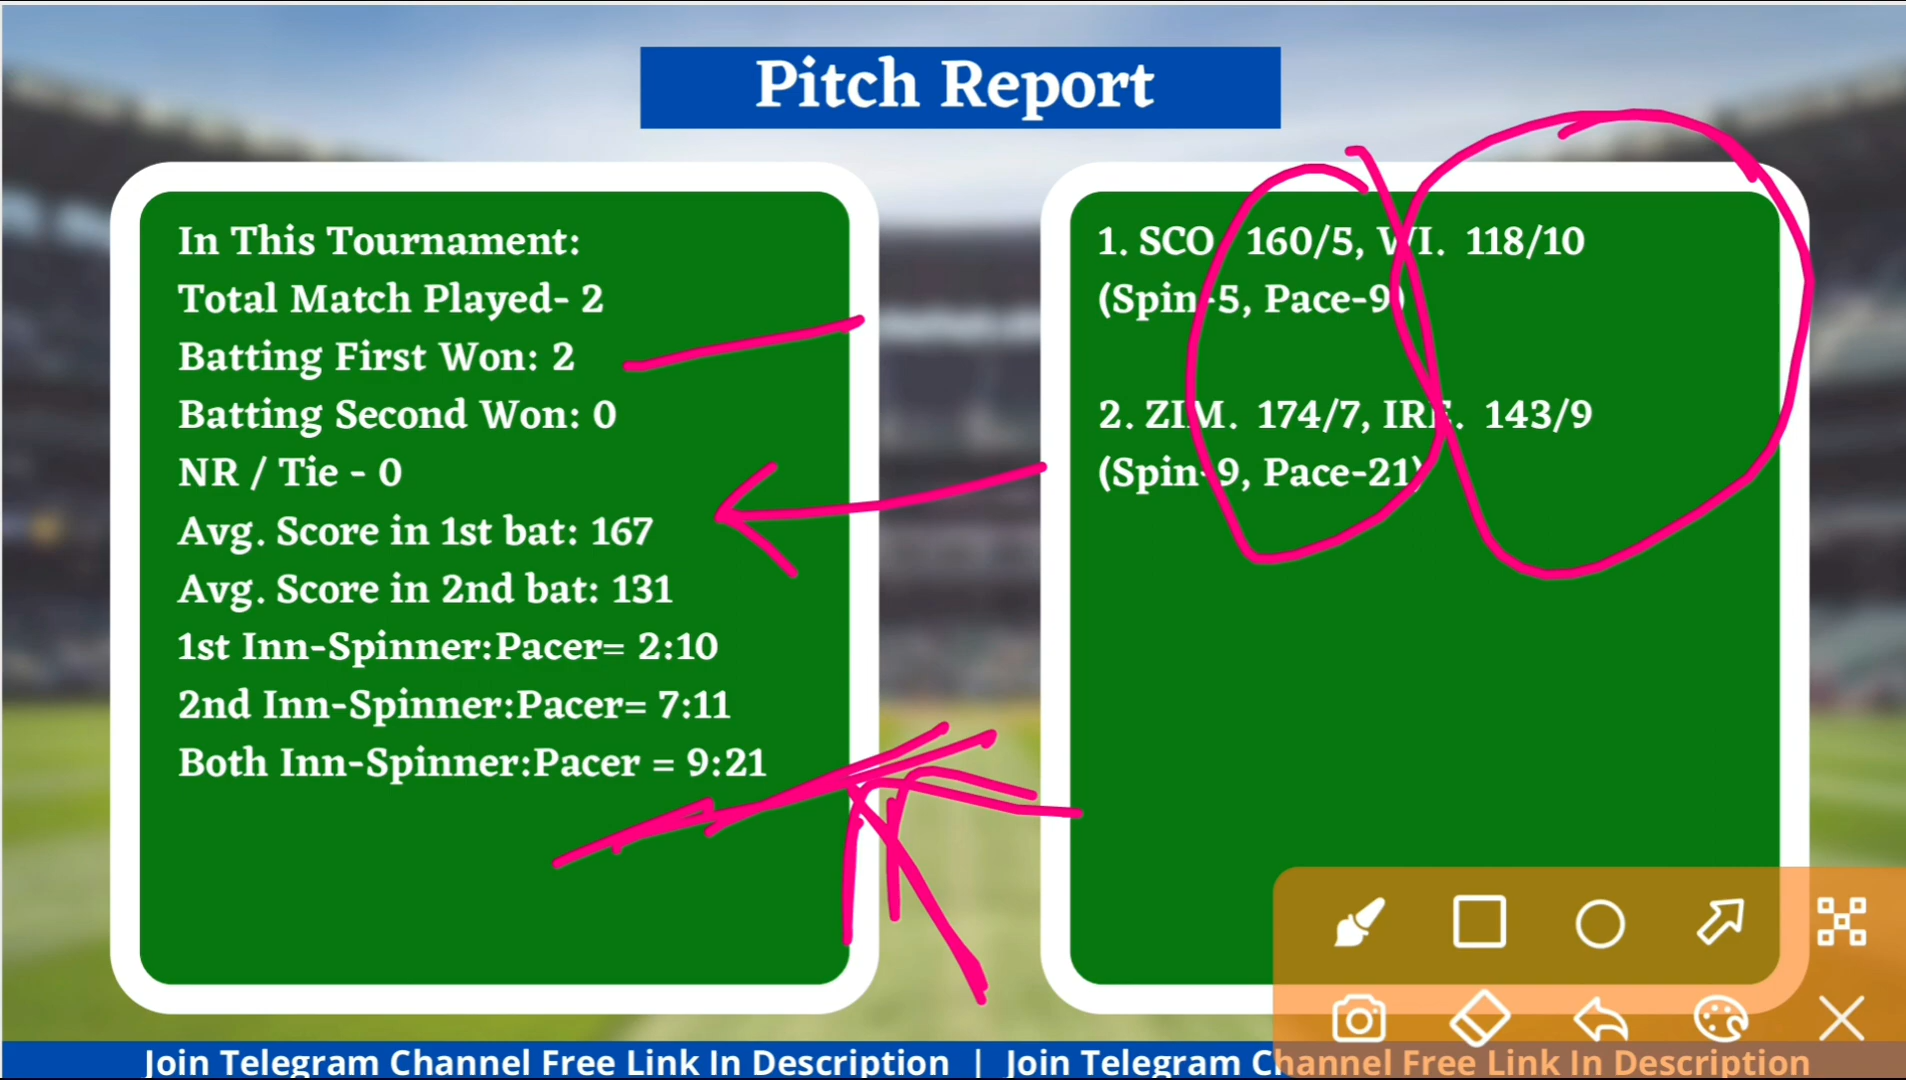 Pitch Report
In This Tournament:
Total Match Played- 2
Batting First Won: 2
Batting Second Won: 0
NR / Tie - 0
Avg. Score in 1st bat: 167
Avg. Score in 2nd bat: 131
1st Inn-Spinner:Pacer= 2:10
2nd Inn-Spinner:Pacer= 7:11
Both Inn-Spinner:Pacer = 9:21
1. SCO 160/5, WI. 118/10
(Spin-5, Pace-9)
2. ZIM. 174/7, IRE. 143/9
(Spin-9, Pace-21)
Join Telegram Channel Free Link In Description | Join Telegram Channel Free Link In Description